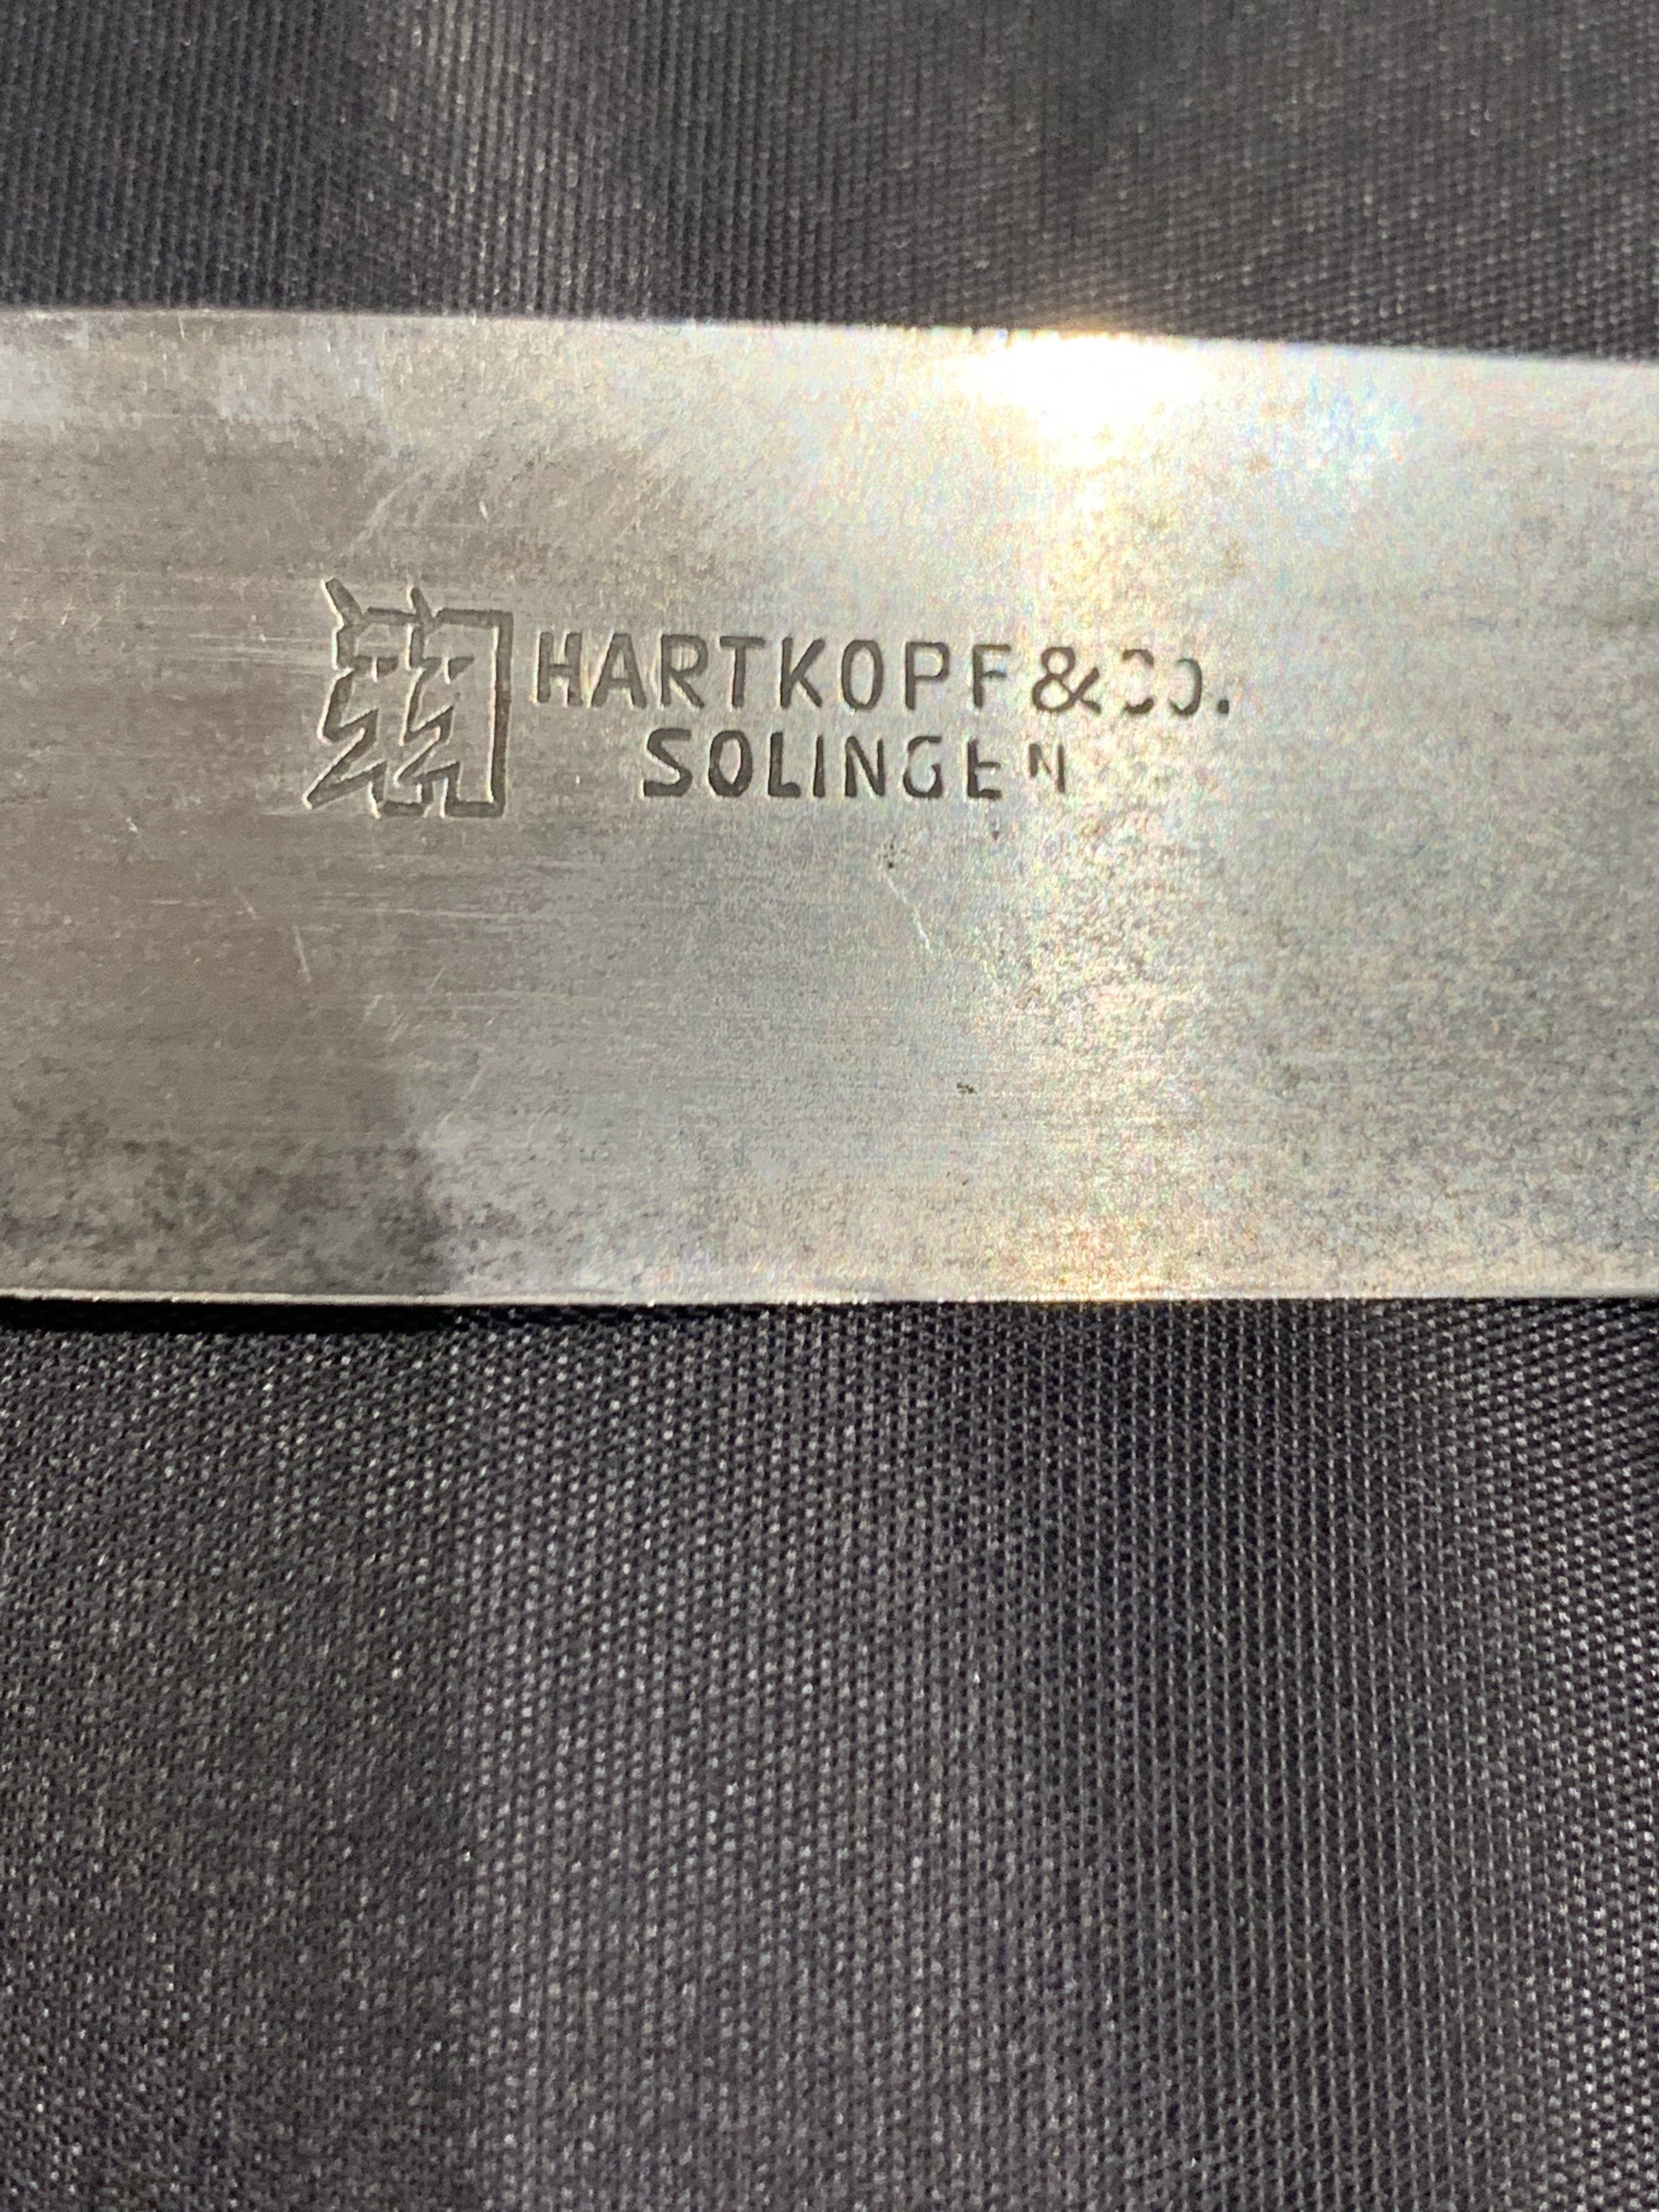 HARTKOPF & CO.
SOLINGEN